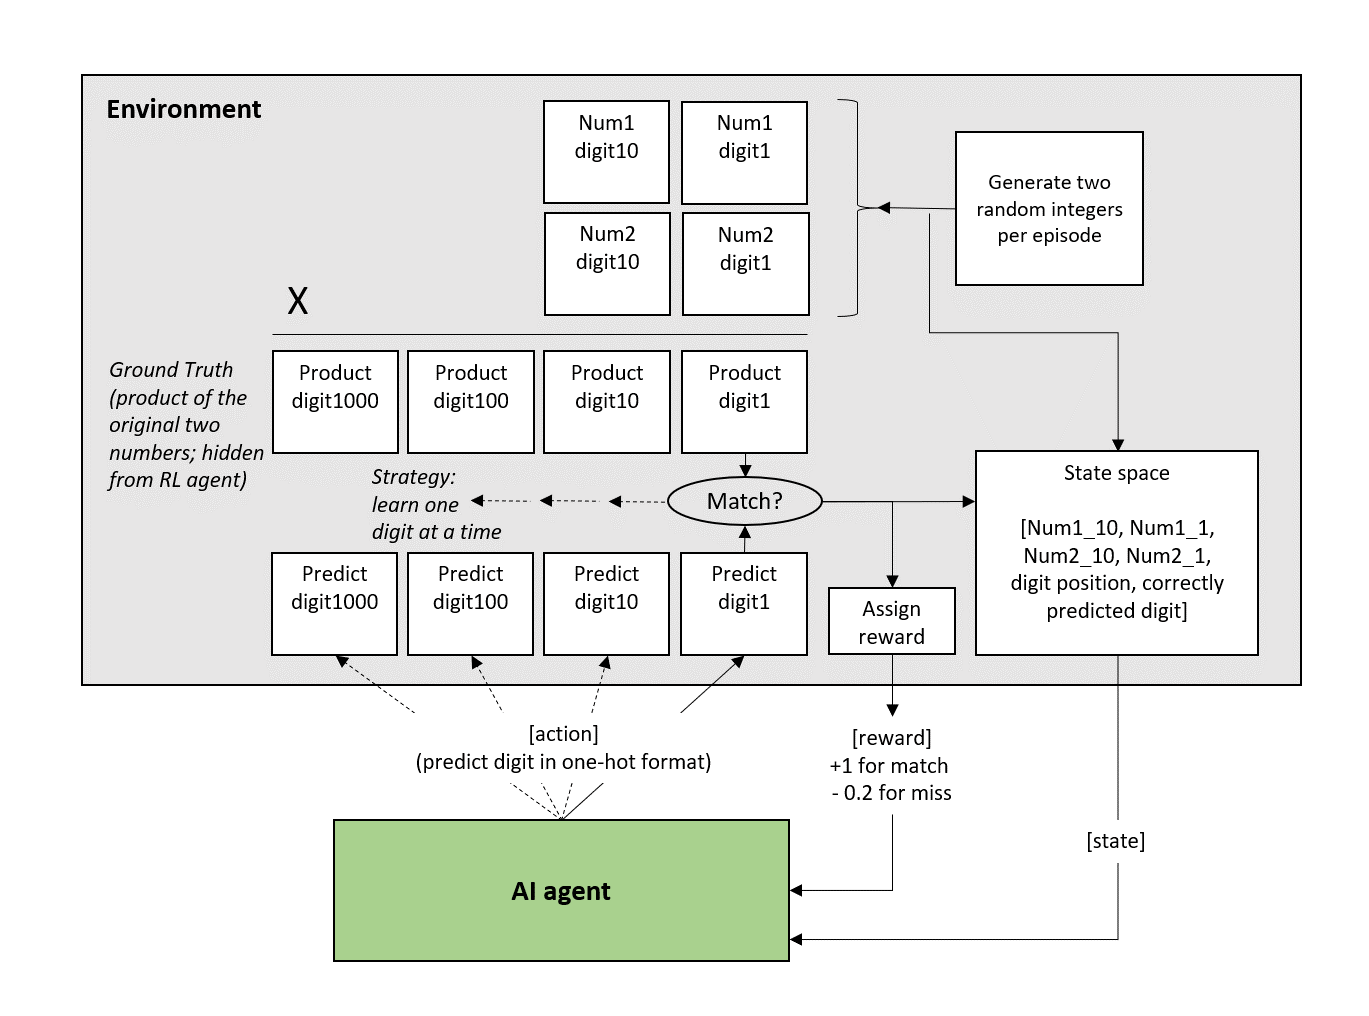 Environment
Num1
digit10
Num1
digit1
Num2
digit10
Num2
digit1
Generate two
random integers
per episode
X
Ground Truth
(product of the
original two
numbers; hidden
from RL agent)
Product
digit1000
Product
digit100
Product
digit10
Product
digit1
Strategy:
learn one
digit at a time
Match?
State space
[Num1_10, Num1_1,
Num2_10, Num2_1,
digit position, correctly
predicted digit]
Predict
digit1000
Predict
digit100
Predict
digit10
Predict
digit1
Assign
reward
[action]
(predict digit in one-hot format)
[reward]
+1 for match
- 0.2 for miss
[state]
AI agent